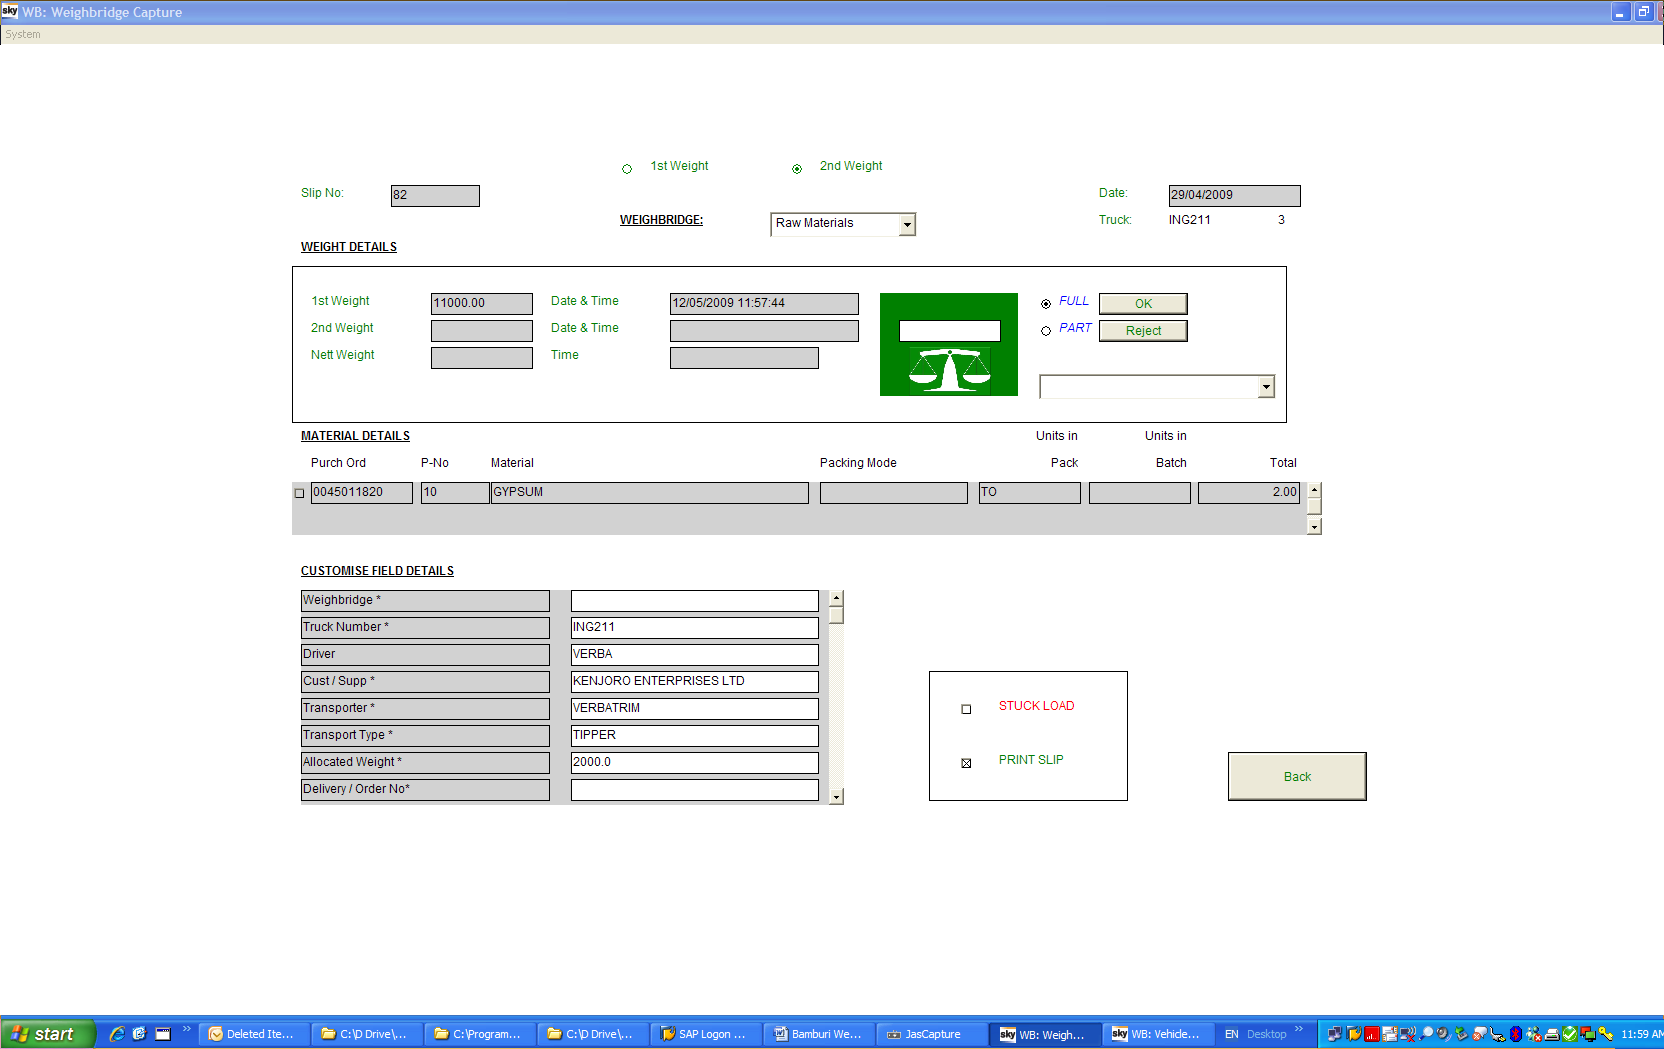 sky WB: Weighbridge Capture
System
1st Weight 2nd Weight
Slip No: 82 Date: 29/04/2009
WEIGHBRIDGE: Raw Materials Truck: ING211 3
WEIGHT DETAILS
1st Weight 11000.00 Date & Time 12/05/2009 11:57:44 FULL OK
2nd Weight Date & Time PART Reject
Nett Weight Time
MATERIAL DETAILS Units in Units in
Purch Ord P-No Material Packing Mode Pack Batch Total
0045011820 10 GYPSUM TO 2.00
CUSTOMISE FIELD DETAILS
Weighbridge *
Truck Number * ING211
Driver VERBA
Cust / Supp * KENJORO ENTERPRISES LTD
Transporter * VERBATRIM
Transport Type * TIPPER
Allocated Weight * 2000.0
Delivery / Order No*
STUCK LOAD
PRINT SLIP
Back
start Deleted Ite... C:\D Drive\... C:\Program... C:\D Drive\... SAP Logon ... Bamburi We... JasCapture sky WB: Weigh... sky WB: Vehicle... EN Desktop 11:59 AM